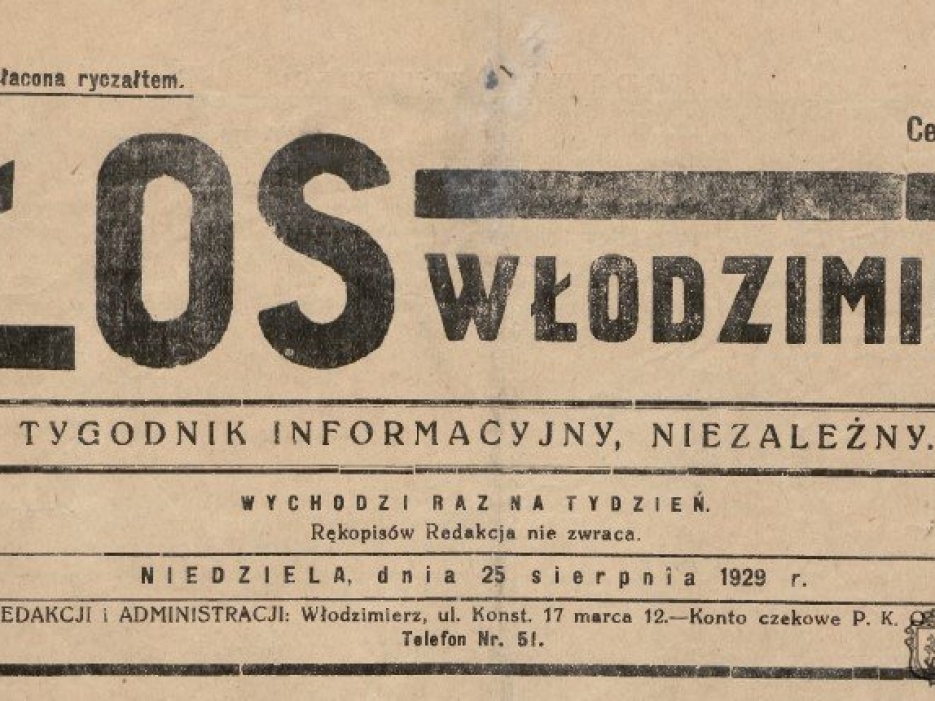 łacona ryczałtem.
Ce
ŁOS
WŁODZIMI
TYGODNIK INFORMACYJNY, NIEZALEŻNY.
WYCHODZI RAZ NA TYDZIEŃ.
Rękopisów Redakcja nie zwraca.
NIEDZIELA, dnia 25 sierpnia 1929 r.
EDAKCJI i ADMINISTRACJI: Włodzimierz, ul. Konst. 17 marca 12.—Konto czekowe P. K. O
Telefon Nr. 51.